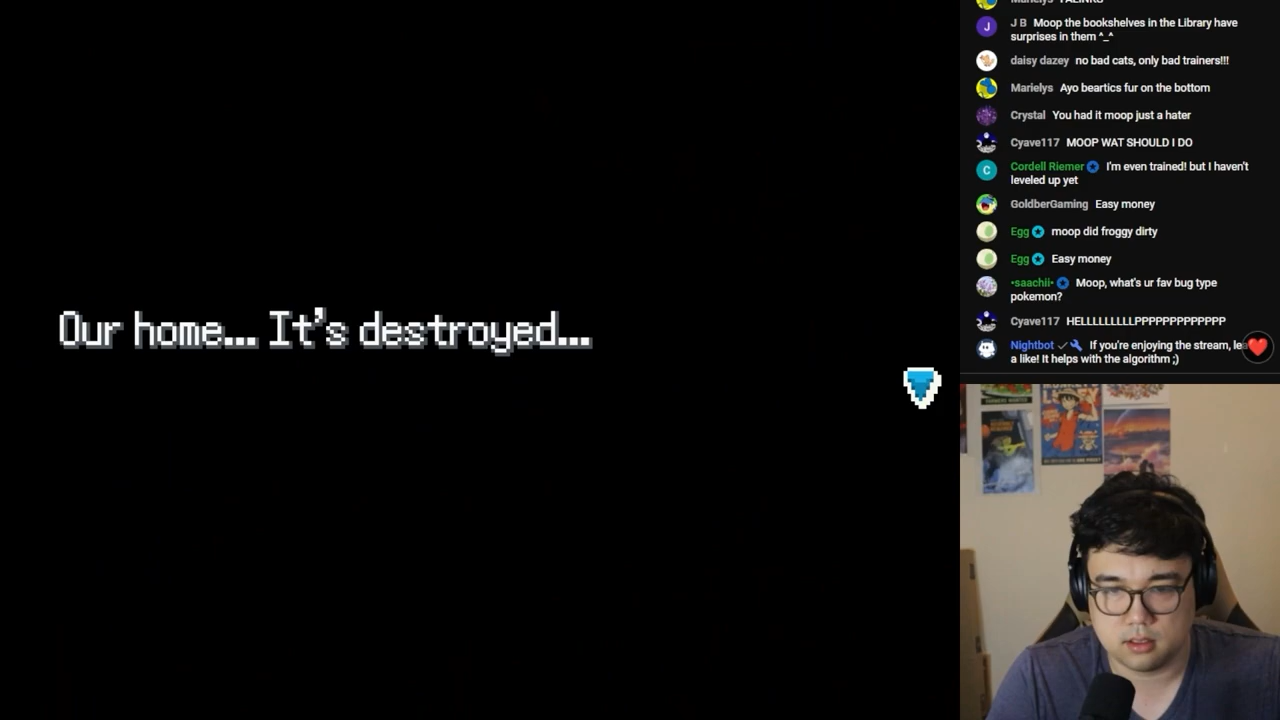 Our home... It's destroyed...
Marielys
J B Moop the bookshelves in the Library have
surprises in them ^_^
daisy dazey no bad cats, only bad trainers!!!
Marielys Ayo beartics fur on the bottom
Crystal You had it moop just a hater
Cyave117 MOOP WAT SHOULD I DO
Cordell Riemer I'm even trained! but I haven't
leveled up yet
GoldberGaming Easy money
Egg moop did froggy dirty
Egg Easy money
•saachii• Moop, what's ur fav bug type
pokemon?
Cyave117 HELLLLLLLLLPPPPPPPPPPPPP
Nightbot If you're enjoying the stream,
a like! It helps with the algorithm ;)